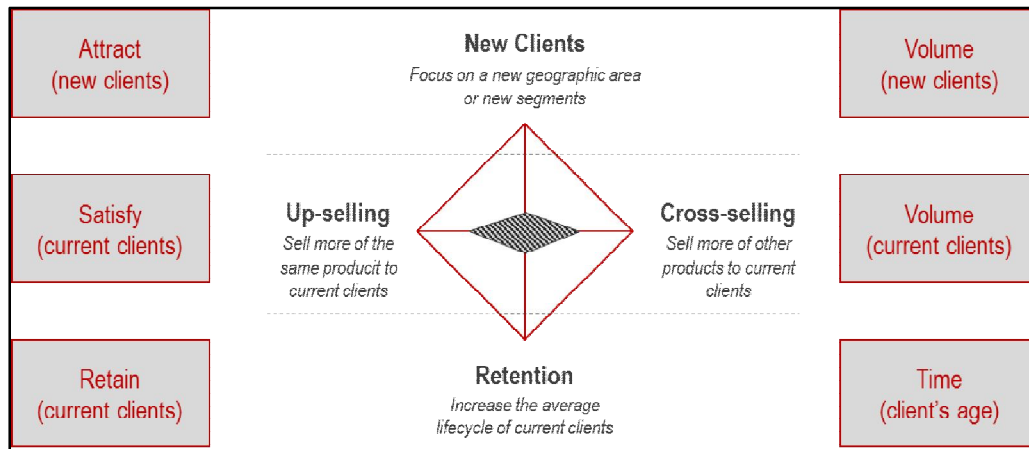 Attract
(new clients)
New Clients
Focus on a new geographic area
or new segments
Volume
(new clients)
Satisfy
(current clients)
Up-selling
Sell more of the
same producit to
current clients
Cross-selling
Sell more of other
products to current
clients
Volume
(current clients)
Retain
(current clients)
Retention
Increase the average
lifecycle of current clients
Time
(client's age)